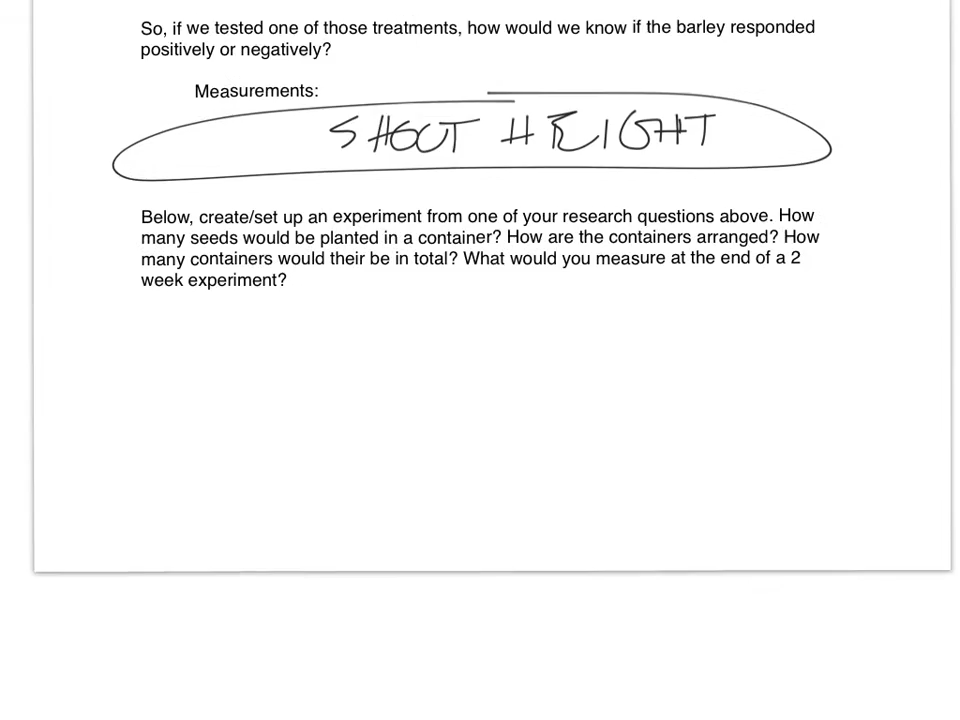 So, if we tested one of those treatments, how would we know if the barley responded
positively or negatively?
Measurements:
SHOOT HEIGHT
Below, create/set up an experiment from one of your research questions above. How
many seeds would be planted in a container? How are the containers arranged? How
many containers would their be in total? What would you measure at the end of a 2
week experiment?